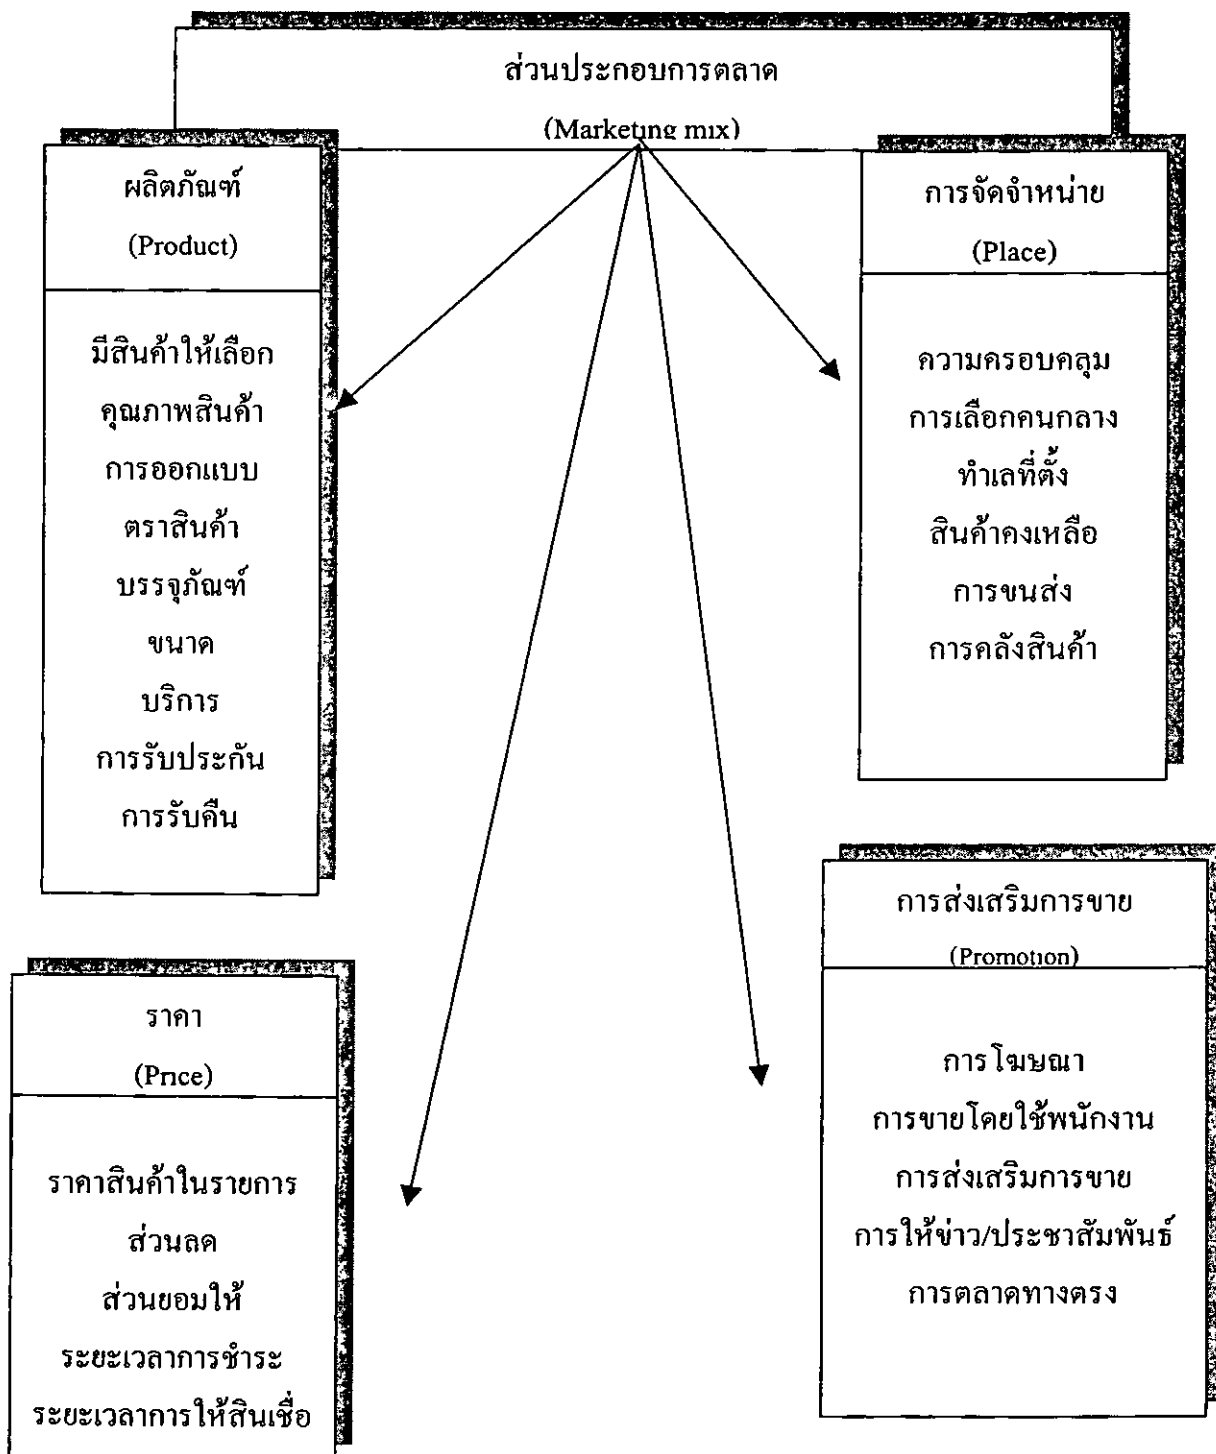 ส่วนประกอบการตลาด
(Marketing mix)
ผลิตภัณฑ์
(Product)
มีสินค้าให้เลือก
คุณภาพสินค้า
การออกแบบ
ตราสินค้า
บรรจุภัณฑ์
ขนาด
บริการ
การรับประกัน
การรับคืน
การจัดจำหน่าย
(Place)
ความครอบคลุม
การเลือกคนกลาง
ทำเลที่ตั้ง
สินค้าคงเหลือ
การขนส่ง
การคลังสินค้า
ราคา
(Price)
ราคาสินค้าในรายการ
ส่วนลด
ส่วนยอมให้
ระยะเวลาการชำระ
ระยะเวลาการให้สินเชื่อ
การส่งเสริมการขาย
(Promotion)
การโฆษณา
การขายโดยใช้พนักงาน
การส่งเสริมการขาย
การให้ข่าว/ประชาสัมพันธ์
การตลาดทางตรง